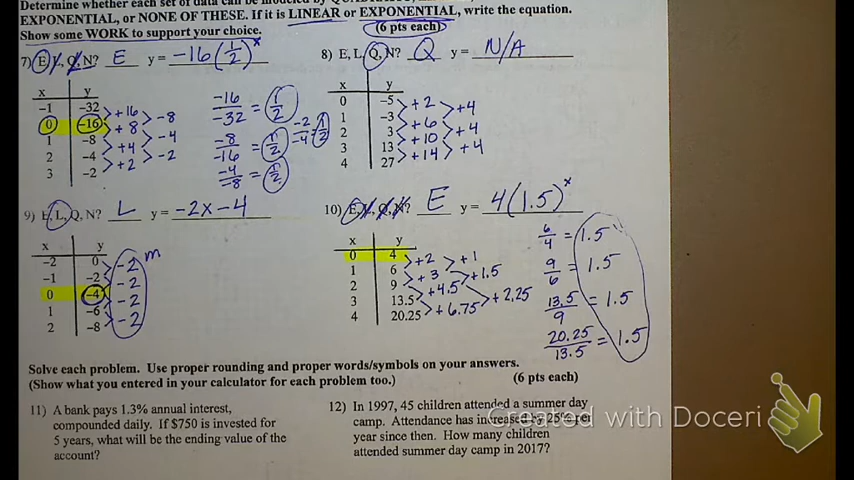 Determine whether each set of data can be modeled by
EXPONENTIAL, or NONE OF THESE. If it is LINEAR or EXPONENTIAL, write the equation.
Show some WORK to support your choice. (6 pts each)
7) E, L, Q, N? E y = -16(1/2)^x
x y
-1 -32
0 -16
1 -8
2 -4
3 -2
+16
+8
+4
+2
-8
-4
-2
-16/-32 = 1/2
-8/-16 = 1/2
-4/-8 = 1/2
-2/-4 = 1/2
8) E, L, Q, N? Q y = N/A
x y
0 -5
1 -3
2 3
3 13
4 27
+2
+6
+10
+14
+4
+4
+4
9) E, L, Q, N? L y = -2x-4
x y
-2 0
-1 -2
0 -4
1 -6
2 -8
-2 m
-2
-2
-2
10) E, L, Q, N? E y = 4(1.5)^x
x y
0 4
1 6
2 9
3 13.5
4 20.25
+2
+3
+4.5
+6.75
+1
+1.5
+2.25
6/4 = 1.5
9/6 = 1.5
13.5/9 = 1.5
20.25/13.5 = 1.5
Solve each problem. Use proper rounding and proper words/symbols on your answers.
(Show what you entered in your calculator for each problem too.) (6 pts each)
11) A bank pays 1.3% annual interest,
compounded daily. If $750 is invested for
5 years, what will be the ending value of the
account?
12) In 1997, 45 children attended a summer day
camp. Attendance has increased by 25% per
year since then. How many children
attended summer day camp in 2017?
Created with Doceri